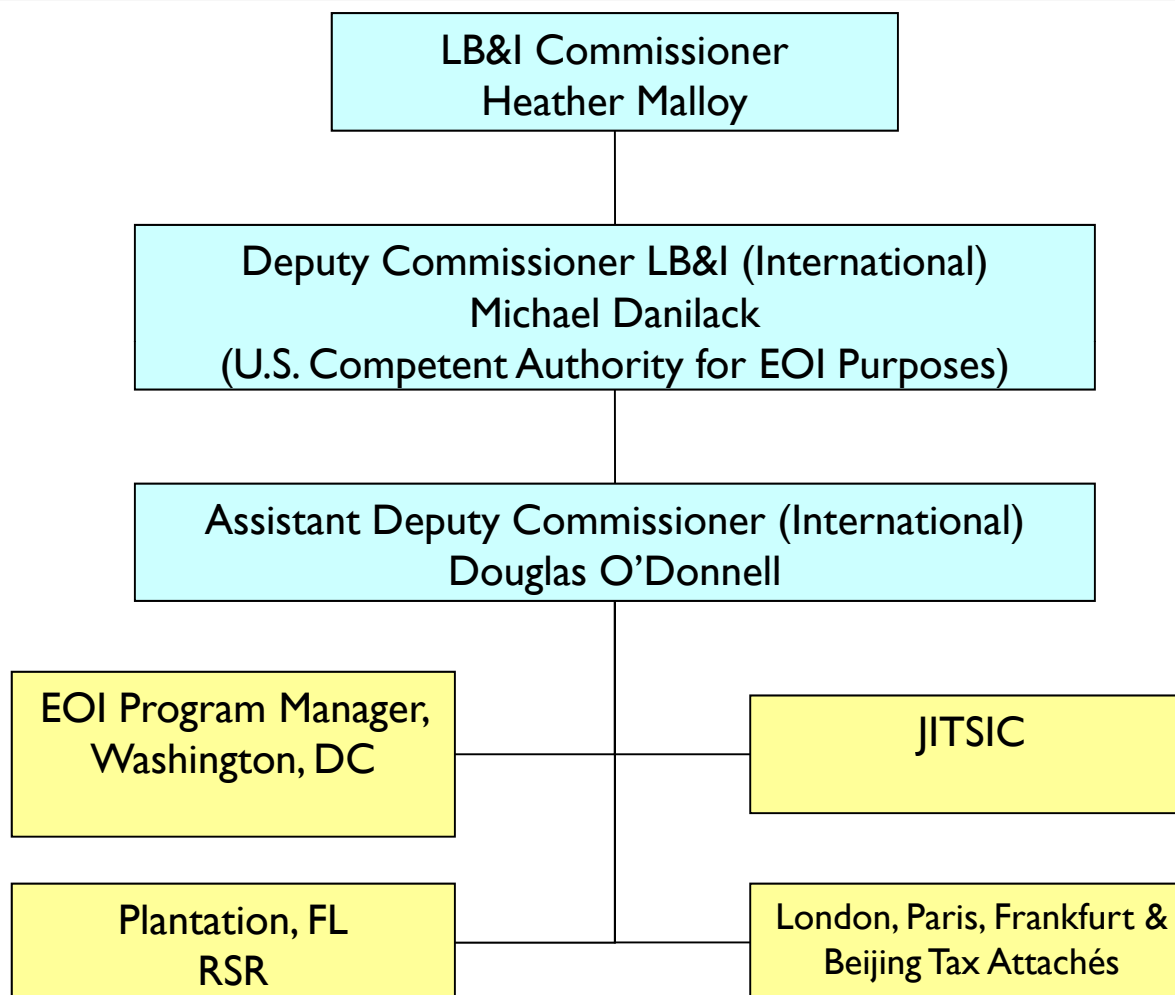 LB&I Commissioner
Heather Malloy
Deputy Commissioner LB&I (International)
Michael Danilack
(U.S. Competent Authority for EOI Purposes)
Assistant Deputy Commissioner (International)
Douglas O’Donnell
EOI Program Manager,
Washington, DC
JITSIC
Plantation, FL
RSR
London, Paris, Frankfurt &
Beijing Tax Attachés